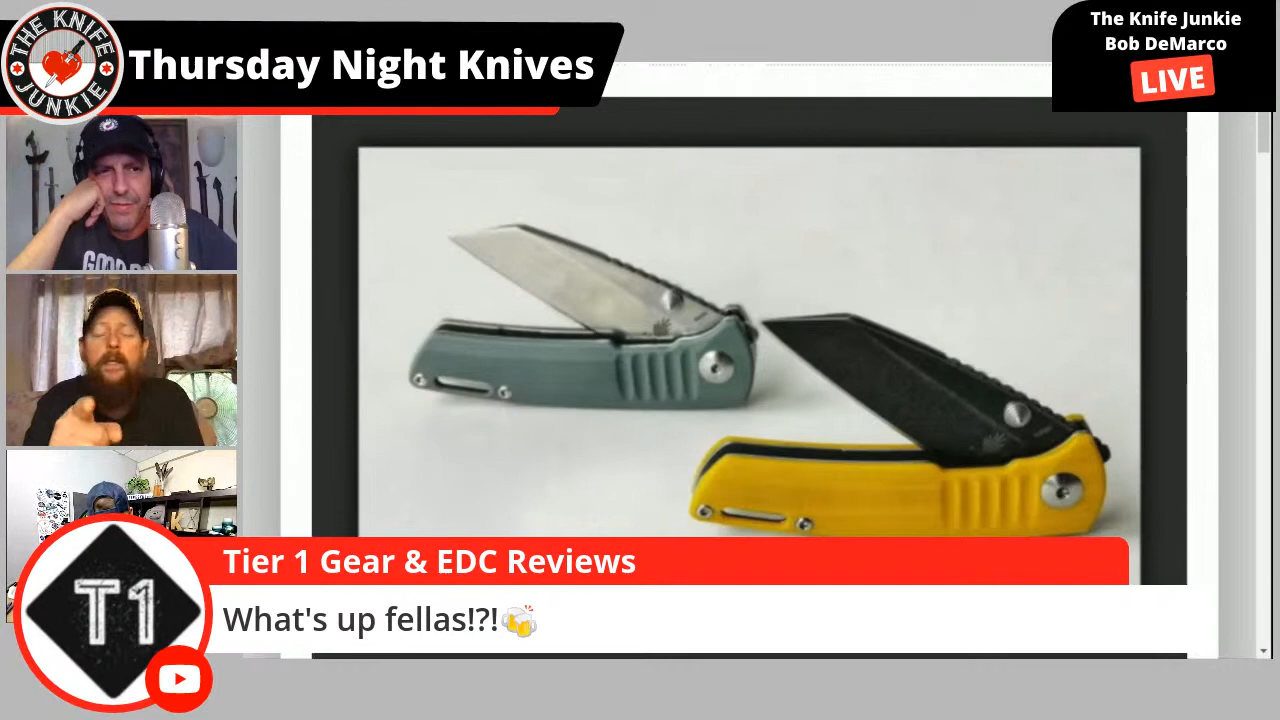 THE KNIFE
JUNKIE
Thursday Night Knives
The Knife Junkie
Bob DeMarco
LIVE
T1
Tier 1 Gear & EDC Reviews
What's up fellas!?!🍻